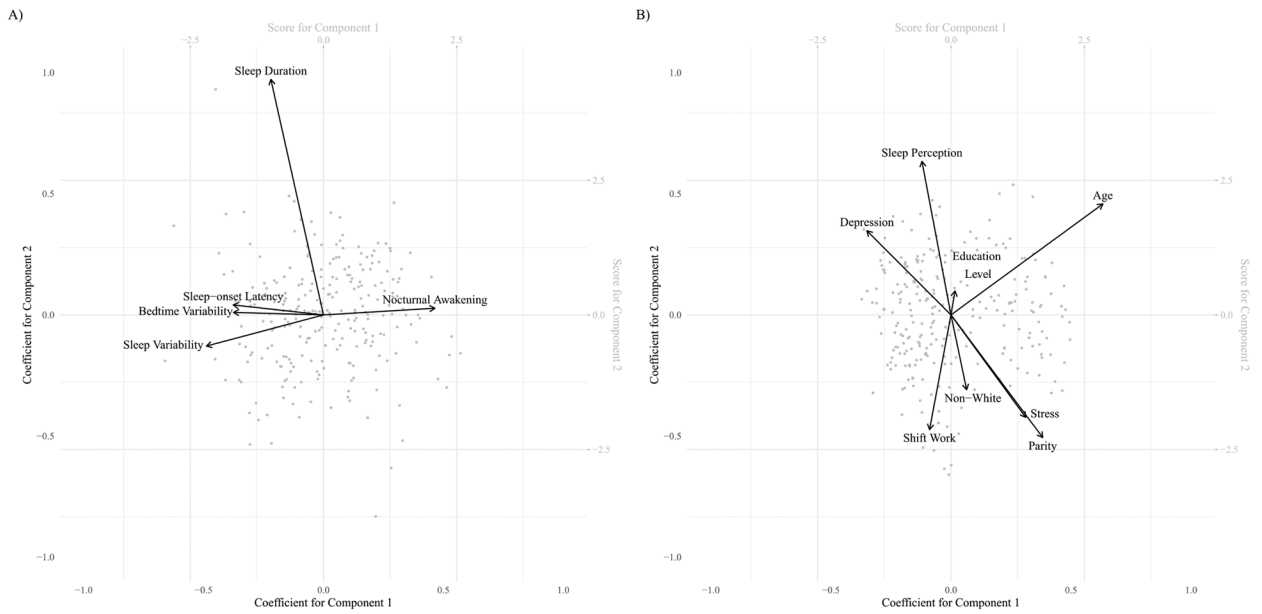 A)
Score for Component 1
−2.5 0.0 2.5
1.0
Sleep Duration
0.5
2.5
Coefficient for Component 2
Score for Component 2
Sleep−onset Latency
Nocturnal Awakening
Bedtime Variability
0.0
0.0
Sleep Variability
−0.5
−2.5
−1.0
−1.0 −0.5 0.0 0.5 1.0
Coefficient for Component 1
B)
Score for Component 1
−2.5 0.0 2.5
1.0
Sleep Perception
0.5
2.5
Age
Depression
Coefficient for Component 2
Score for Component 2
Education
Level
0.0
0.0
Non−White
Stress
Shift Work
Parity
−0.5
−2.5
−1.0
−1.0 −0.5 0.0 0.5 1.0
Coefficient for Component 1